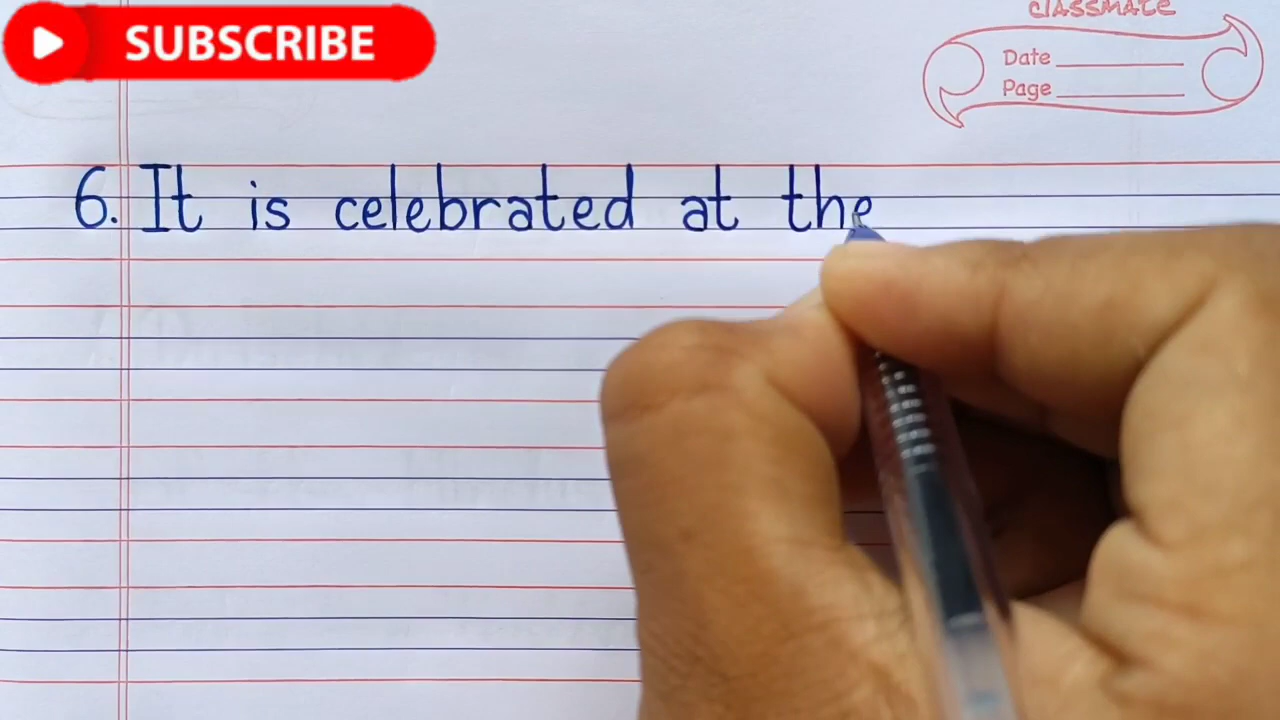 SUBSCRIBE
classmate
Date
Page
6. It is celebrated at the